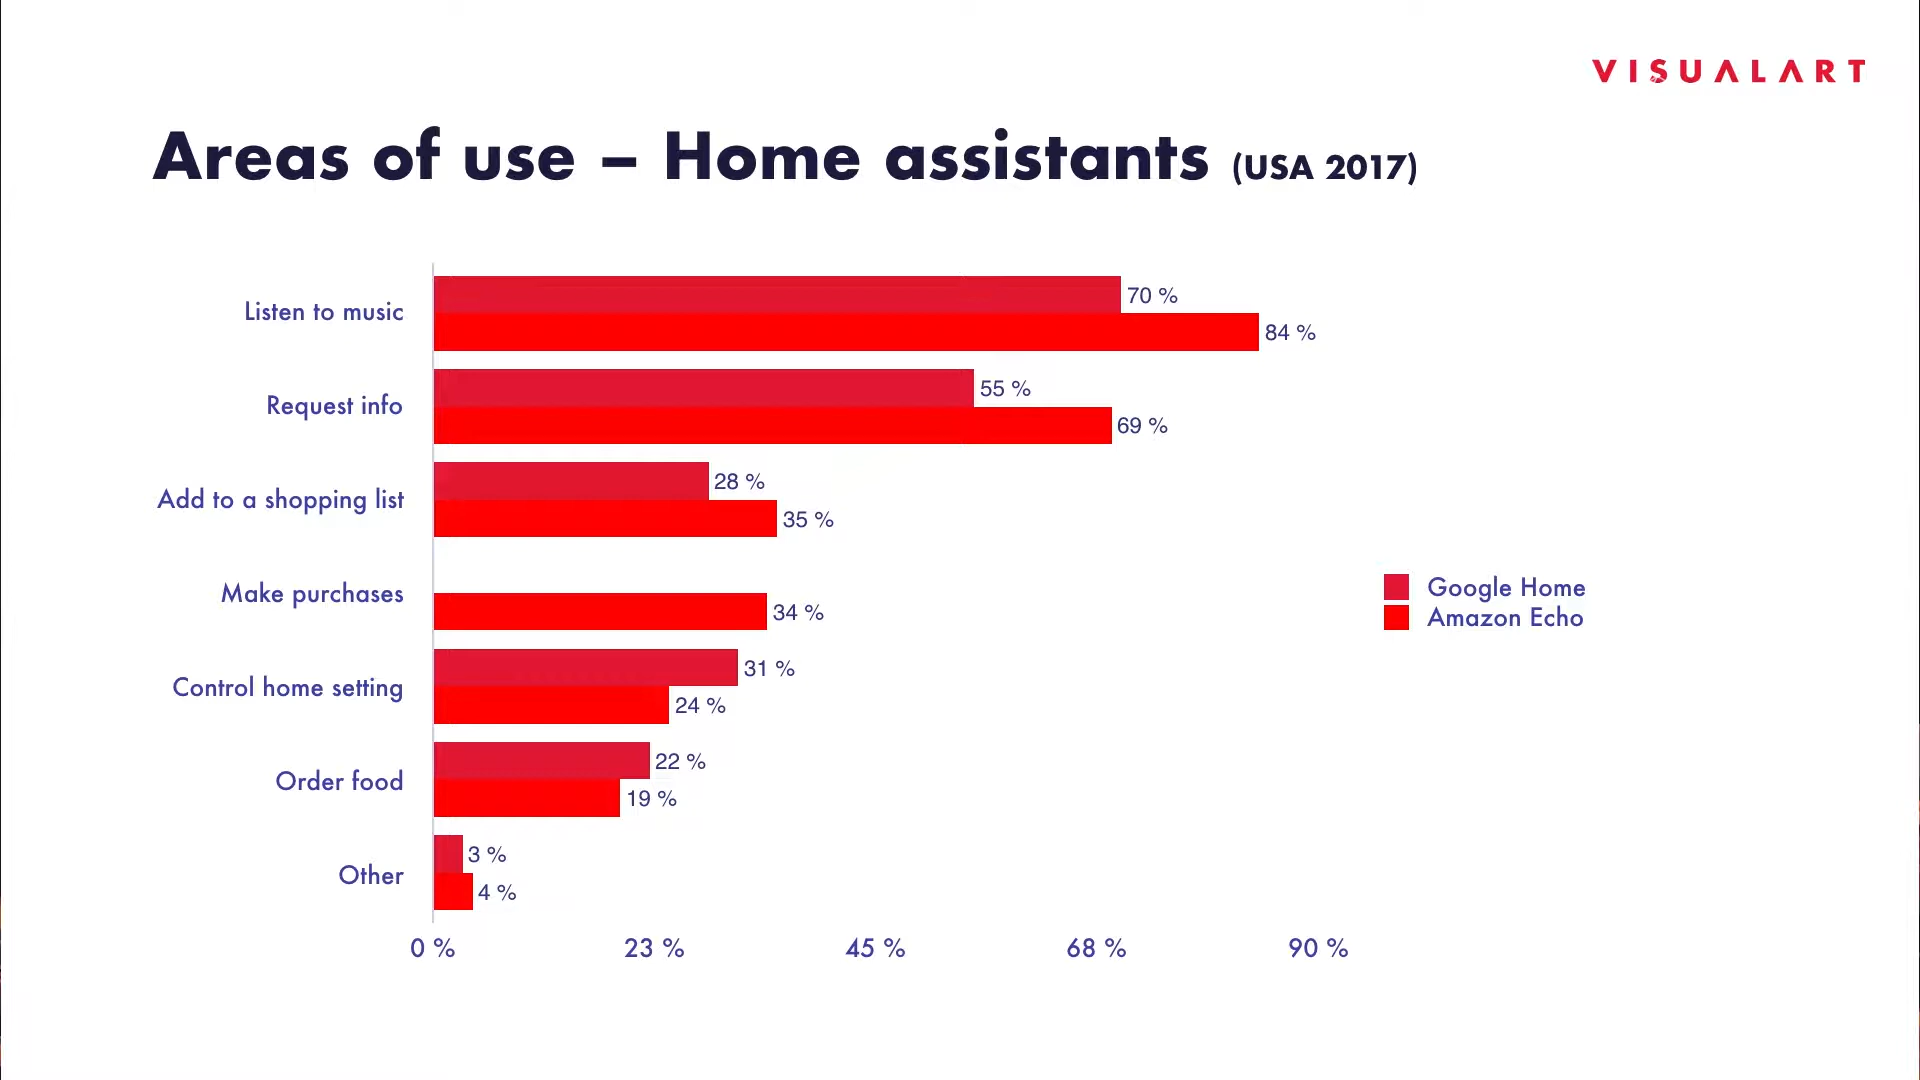 VISUALART
Areas of use – Home assistants (USA 2017)
Listen to music
70 %
84 %
Request info
55 %
69 %
Add to a shopping list
28 %
35 %
Make purchases
34 %
Google Home
Amazon Echo
Control home setting
31 %
24 %
Order food
22 %
19 %
Other
3 %
4 %
0 % 23 % 45 % 68 % 90 %